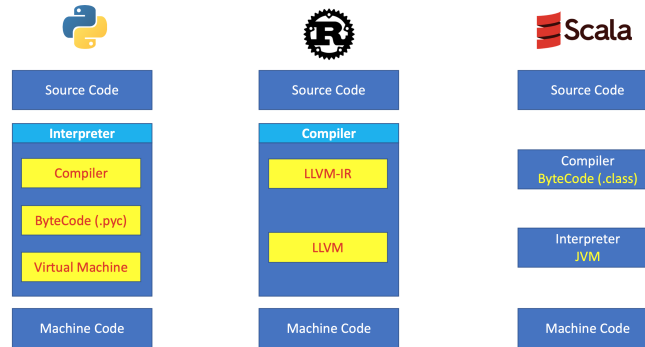 Scala
Source Code
Interpreter
Compiler
ByteCode (.pyc)
Virtual Machine
Machine Code
R
Source Code
Compiler
LLVM-IR
LLVM
Machine Code
Source Code
Compiler
ByteCode (.class)
Interpreter
JVM
Machine Code